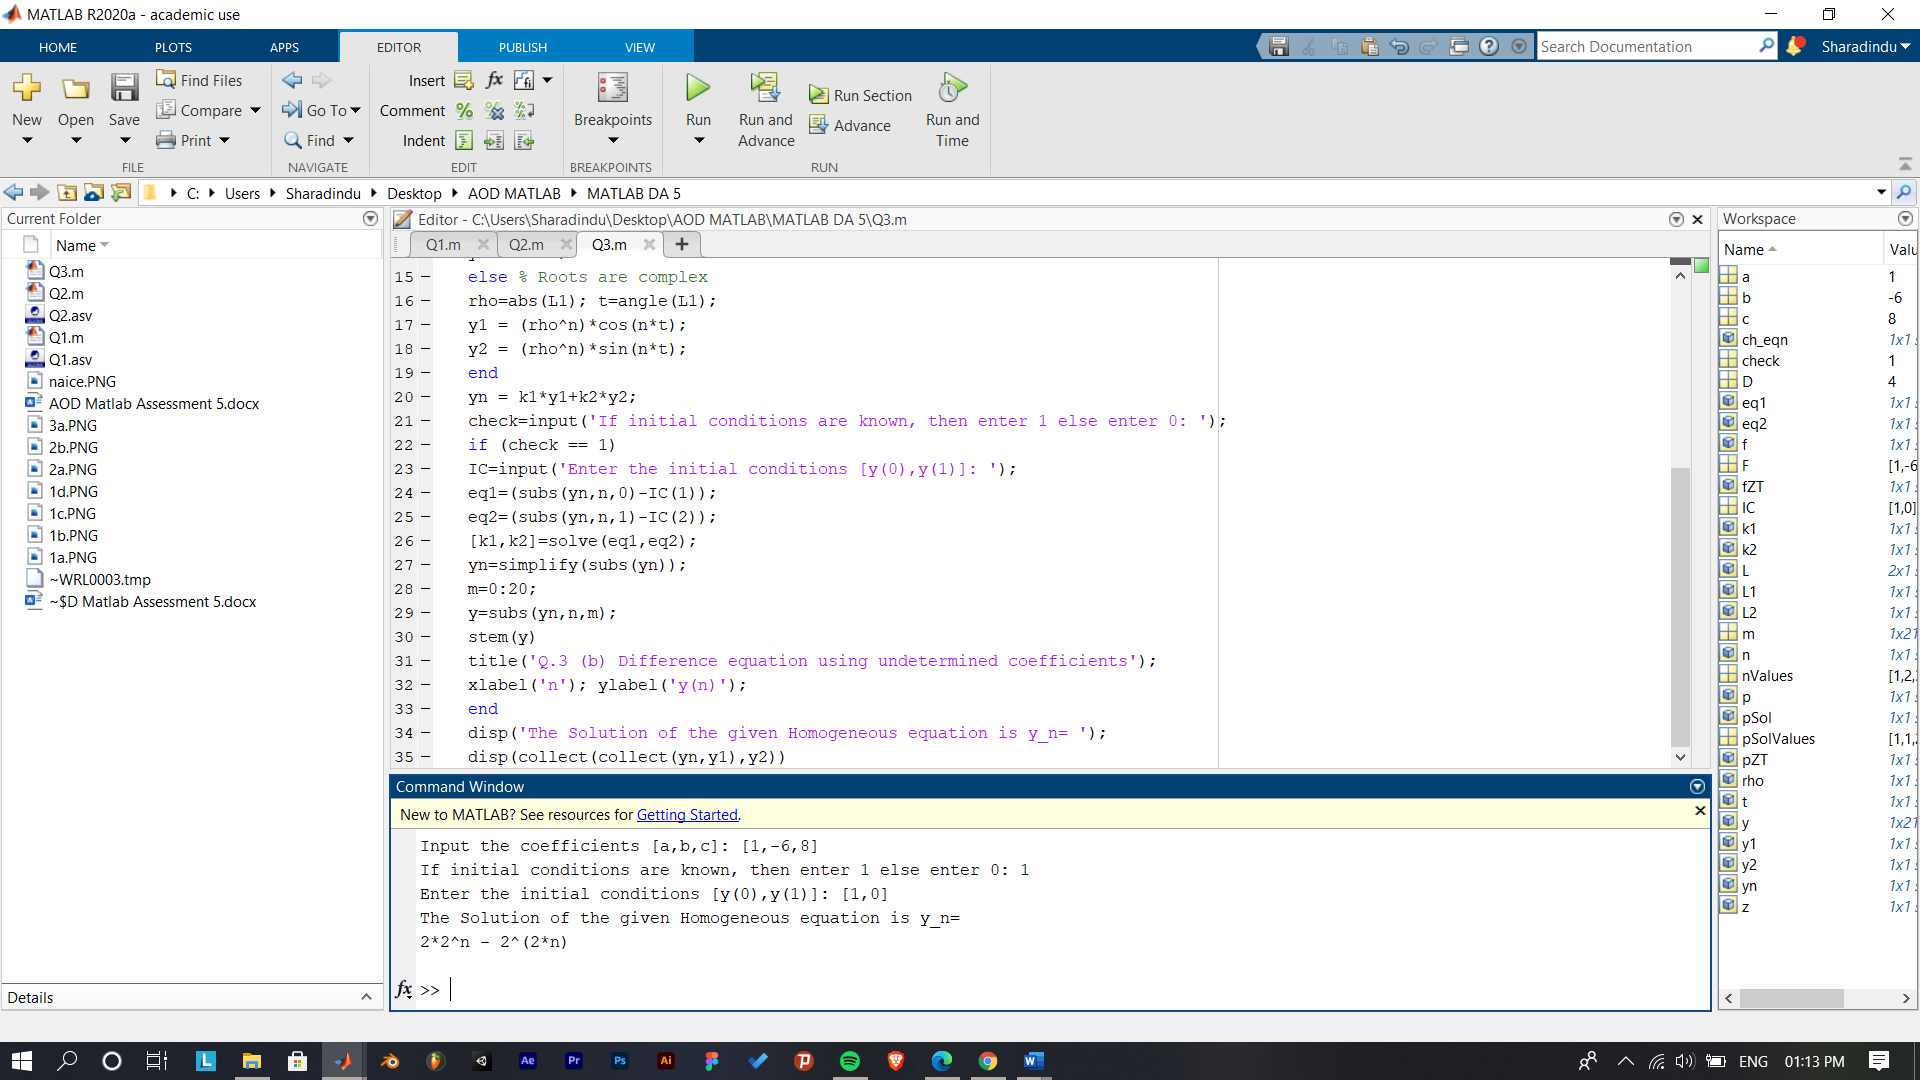 MATLAB R2020a - academic use
HOME PLOTS APPS EDITOR PUBLISH VIEW
Search Documentation
Sharadindu
New
Open
Save
Find Files
Compare
Print
FILE
Go To
Find
NAVIGATE
Insert
Comment
Indent
EDIT
Breakpoints
BREAKPOINTS
Run
Run and Advance
Run Section
Advance
Run and Time
RUN
C: Users Sharadindu Desktop AOD MATLAB MATLAB DA 5
Current Folder
Name
Q3.m
Q2.m
Q2.asv
Q1.m
Q1.asv
naice.PNG
AOD Matlab Assessment 5.docx
3a.PNG
2b.PNG
2a.PNG
1d.PNG
1c.PNG
1b.PNG
1a.PNG
~WRL0003.tmp
~$D Matlab Assessment 5.docx
Details
Editor - C:\Users\Sharadindu\Desktop\AOD MATLAB\MATLAB DA 5\Q3.m
Q1.m Q2.m Q3.m
15 – else % Roots are complex
16 – rho=abs(L1); t=angle(L1);
17 – y1 = (rho^n)*cos(n*t);
18 – y2 = (rho^n)*sin(n*t);
19 – end
20 – yn = k1*y1+k2*y2;
21 – check=input('If initial conditions are known, then enter 1 else enter 0: ');
22 – if (check == 1)
23 – IC=input('Enter the initial conditions [y(0),y(1)]: ');
24 – eq1=(subs(yn,n,0)-IC(1));
25 – eq2=(subs(yn,n,1)-IC(2));
26 – [k1,k2]=solve(eq1,eq2);
27 – yn=simplify(subs(yn));
28 – m=0:20;
29 – y=subs(yn,n,m);
30 – stem(y)
31 – title('Q.3 (b) Difference equation using undetermined coefficients');
32 – xlabel('n'); ylabel('y(n)');
33 – end
34 – disp('The Solution of the given Homogeneous equation is y_n= ');
35 – disp(collect(collect(yn,y1),y2))
Command Window
New to MATLAB? See resources for Getting Started.
Input the coefficients [a,b,c]: [1,-6,8]
If initial conditions are known, then enter 1 else enter 0: 1
Enter the initial conditions [y(0),y(1)]: [1,0]
The Solution of the given Homogeneous equation is y_n=
2*2^n - 2^(2*n)
fx >>
Workspace
Name Valu
a 1
b -6
c 8
ch_eqn 1x1 s
check 1
D 4
eq1 1x1 s
eq2 1x1 s
f 1x1 s
F [1,-6
fZT 1x1 s
IC [1,0]
k1 1x1 s
k2 1x1 s
L 2x1 s
L1 1x1 s
L2 1x1 s
m 1x21
n 1x1 s
nValues [1,2,
p 1x1 s
pSol 1x1 s
pSolValues [1,1,
pZT 1x1 s
rho 1x1 s
t 1x1 s
y 1x21
y1 1x1 s
y2 1x1 s
yn 1x1 s
z 1x1 s
L Ae Pr Ps Ai W
ENG 01:13 PM